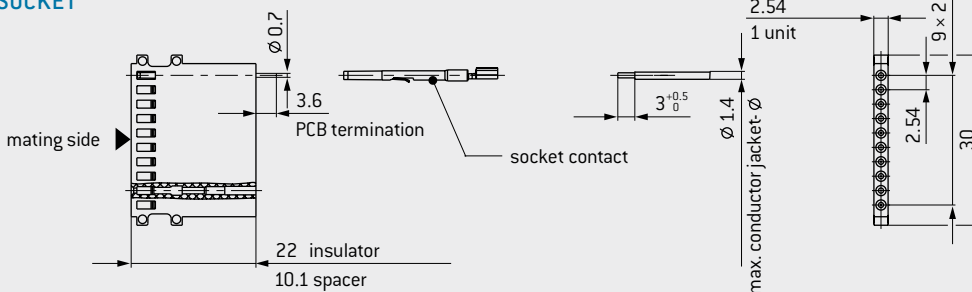 SOCKET
Ø 0.7
3.6
PCB termination
mating side
socket contact
22 insulator
10.1 spacer
3 +0.5 0
Ø 1.4
max. conductor jacket- Ø
2.54
1 unit
9 × 2
2.54
30